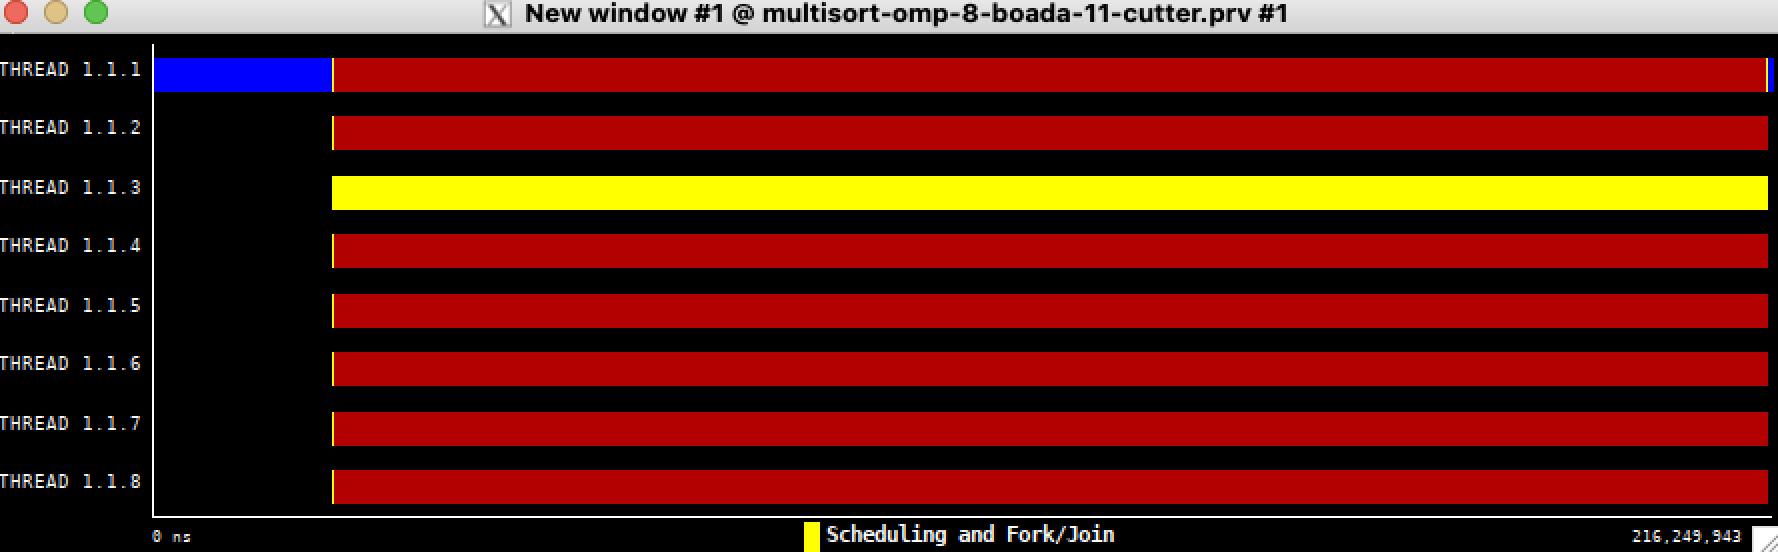 New window #1 @ multisort-omp-8-boada-11-cutter.prv #1
THREAD 1.1.1
THREAD 1.1.2
THREAD 1.1.3
THREAD 1.1.4
THREAD 1.1.5
THREAD 1.1.6
THREAD 1.1.7
THREAD 1.1.8
0 ns
Scheduling and Fork/Join
216,249,943